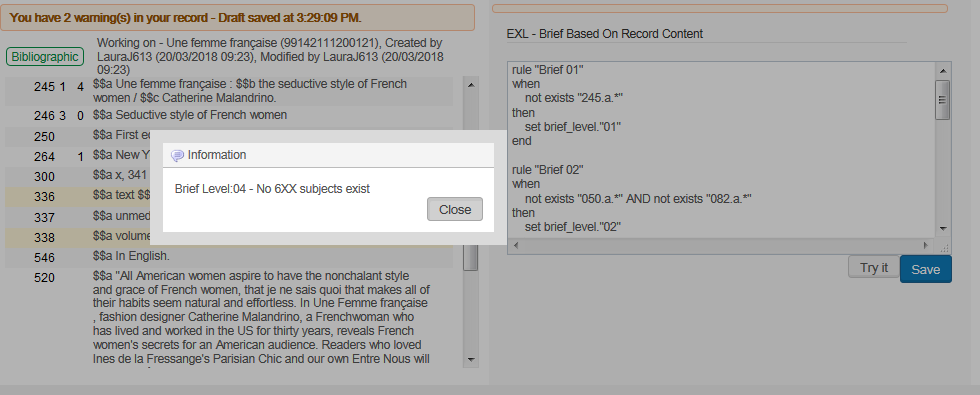 You have 2 warning(s) in your record - Draft saved at 3:29:09 PM.
Bibliographic
Working on - Une femme française (99142111200121), Created by
LauraJ613 (20/03/2018 09:23), Modified by LauraJ613 (20/03/2018
09:23)
245 1 4 $$a Une femme française : $$b the seductive style of French
women / $$c Catherine Malandrino.
246 3 0 $$a Seductive style of French women
250 $$a First
264 1 $$a New
300 $$a x, 341
336 $$a text
337 $$a
338 $$a
546 $$a In English.
520 $$a "All American women aspire to have the nonchalant style
and grace of French women, that je ne sais quoi that makes all of
their habits seem natural and effortless. In Une Femme française
, fashion designer Catherine Malandrino, a Frenchwoman who
has lived and worked in the US for thirty years, reveals French
women's secrets for an American audience. Readers who loved
Ines de la Fressange's Parisian Chic and our own Entre Nous will
Information
Brief Level:04 - No 6XX subjects exist
Close
EXL - Brief Based On Record Content
rule "Brief 01"
when
not exists "245.a.*"
then
set brief_level."01"
end
rule "Brief 02"
when
not exists "050.a.*" AND not exists "082.a.*"
then
set brief_level."02"
Try it
Save